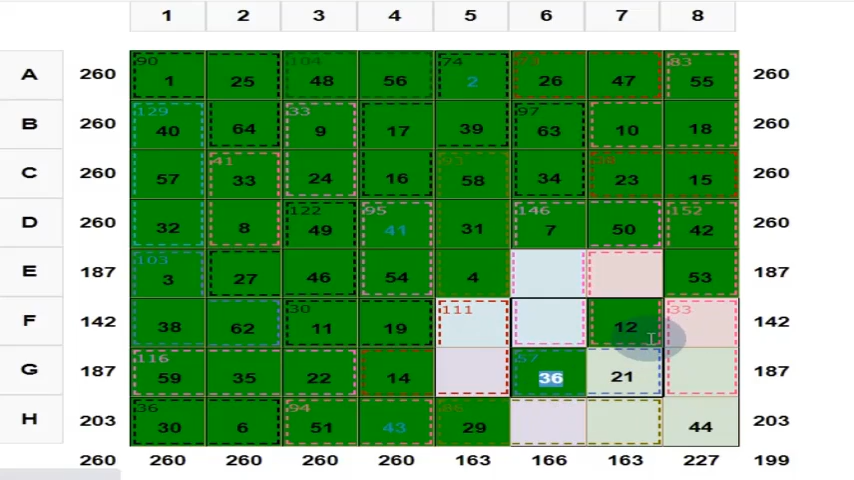 1 2 3 4 5 6 7 8
90 104 74 83
A 260 1 25 48 56 2 26 47 55 260
129 33 97
B 260 40 64 9 17 39 63 10 18 260
41 93
C 260 57 33 24 16 58 34 23 15 260
122 95 146 152
D 260 32 8 49 41 31 7 50 42 260
103
E 187 3 27 46 54 4 53 187
30 111 33
F 142 38 62 11 19 12 142
116 57
G 187 59 35 22 14 36 21 187
36 94
H 203 30 6 51 43 29 44 203
260 260 260 260 260 163 166 163 227 199